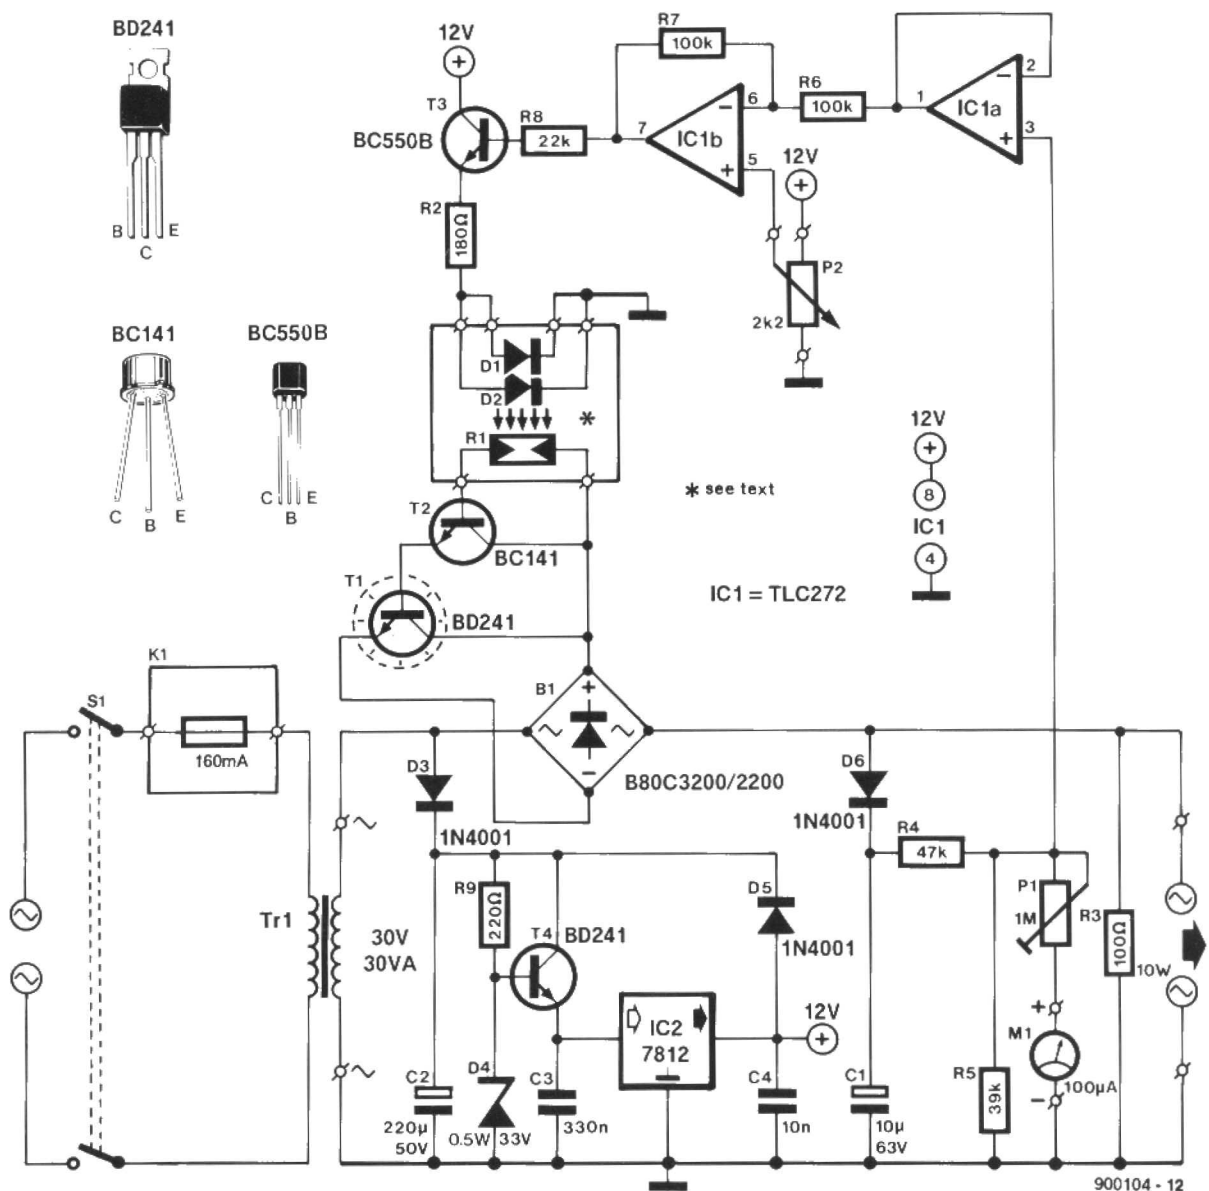 BD241
B
C
E
BC141
C
B
E
BC550B
C
B
E
12V
+
T3
BC550B
R8
22k
R7
100k
7
IC1b
6
−
5
+
R6
100k
1
IC1a
2
−
3
+
R2
180Ω
12V
+
P2
2k2
D1
D2
*
R1
* see text
12V
+
8
IC1
4
IC1 = TLC272
T2
BC141
T1
BD241
K1
S1
160mA
B1
+
−
B80C3200/2200
D3
1N4001
D6
1N4001
R4
47k
R9
220Ω
T4
BD241
D5
1N4001
P1
1M
R3
100Ω
10W
Tr1
30V
30VA
IC2
7812
12V
+
+
M1
100µA
−
R5
39k
C2
220µ
50V
D4
0.5W 33V
C3
330n
C4
10n
C1
10µ
63V
900104 - 12